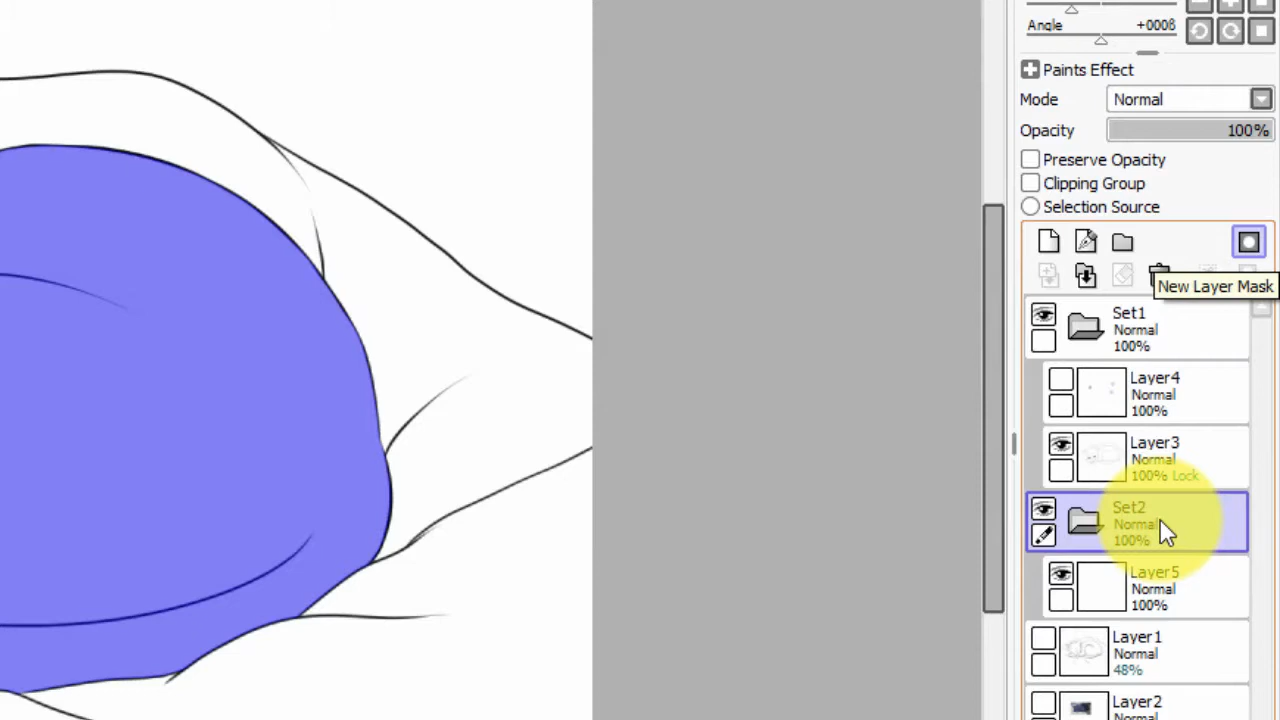 Angle +0008
Paints Effect
Mode Normal
Opacity 100%
Preserve Opacity
Clipping Group
Selection Source
New Layer Mask
Set1
Normal
100%
Layer4
Normal
100%
Layer3
Normal
100% Lock
Set2
Normal
100%
Layer5
Normal
100%
Layer1
Normal
48%
Layer2
Normal